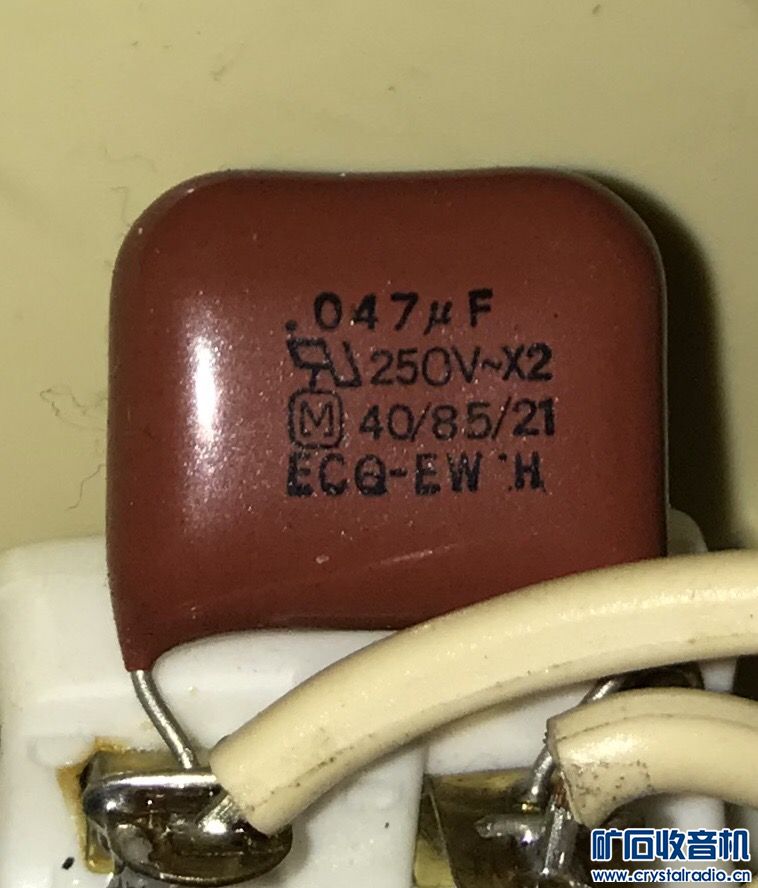 .047μF
250V~X2
M 40/85/21
ECQ-EW H
矿石收音机
www.crystalradio.cn